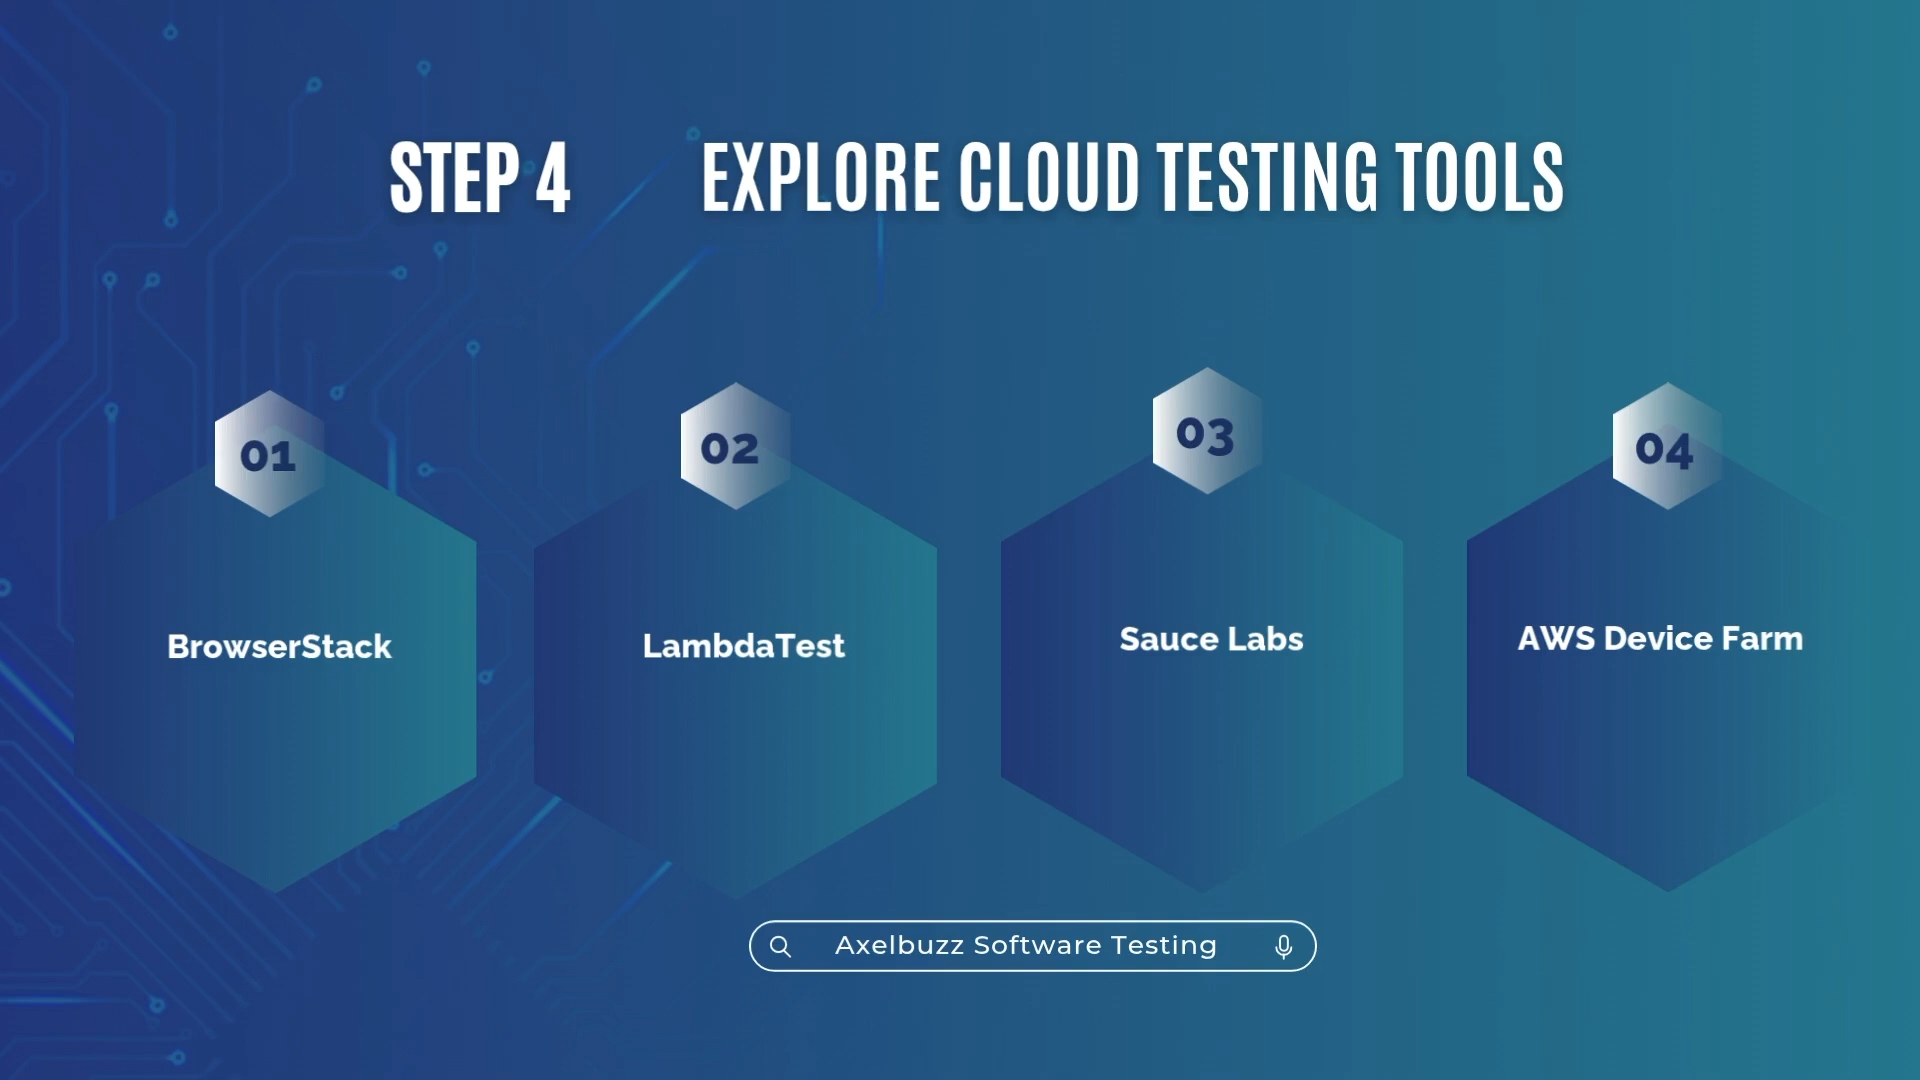 STEP 4 EXPLORE CLOUD TESTING TOOLS
01
BrowserStack
02
LambdaTest
03
Sauce Labs
04
AWS Device Farm
Axelbuzz Software Testing